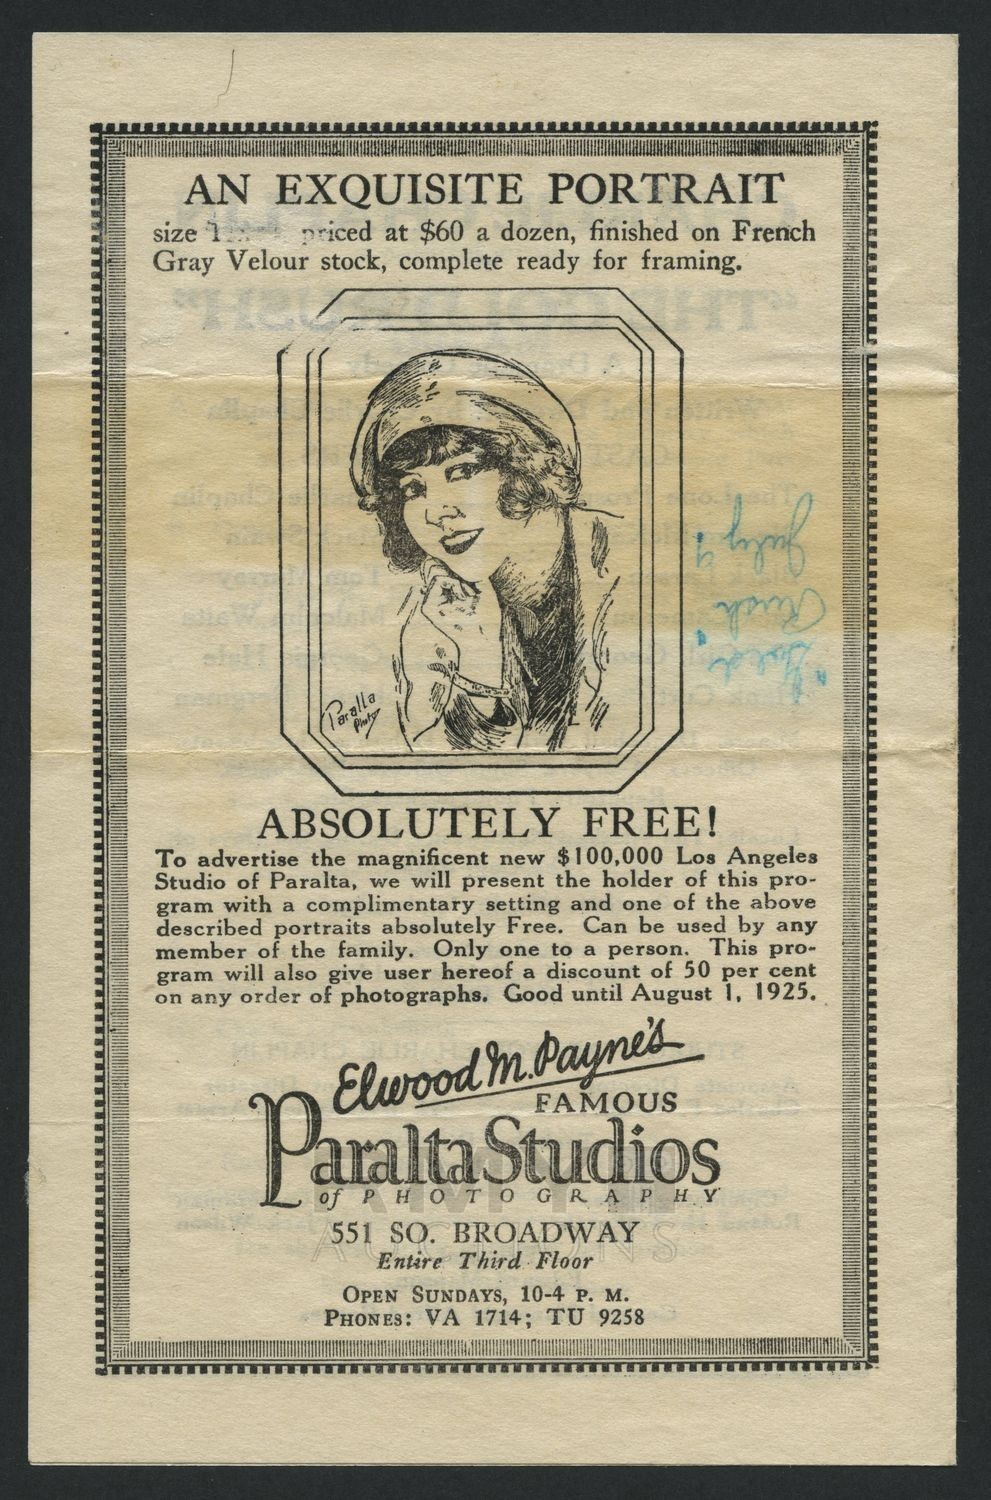 AN EXQUISITE PORTRAIT
size priced at $60 a dozen, finished on French
Gray Velour stock, complete ready for framing.
Paralta
Photo
July 9
"Gold Rush"
ABSOLUTELY FREE!
To advertise the magnificent new $100,000 Los Angeles
Studio of Paralta, we will present the holder of this pro-
gram with a complimentary setting and one of the above
described portraits absolutely Free. Can be used by any
member of the family. Only one to a person. This pro-
gram will also give user hereof a discount of 50 per cent
on any order of photographs. Good until August 1, 1925.
Elwood M. Payne's
FAMOUS
Paralta Studios
of PHOTOGRAPHY
551 SO. BROADWAY
Entire Third Floor
OPEN SUNDAYS, 10-4 P. M.
PHONES: VA 1714; TU 9258